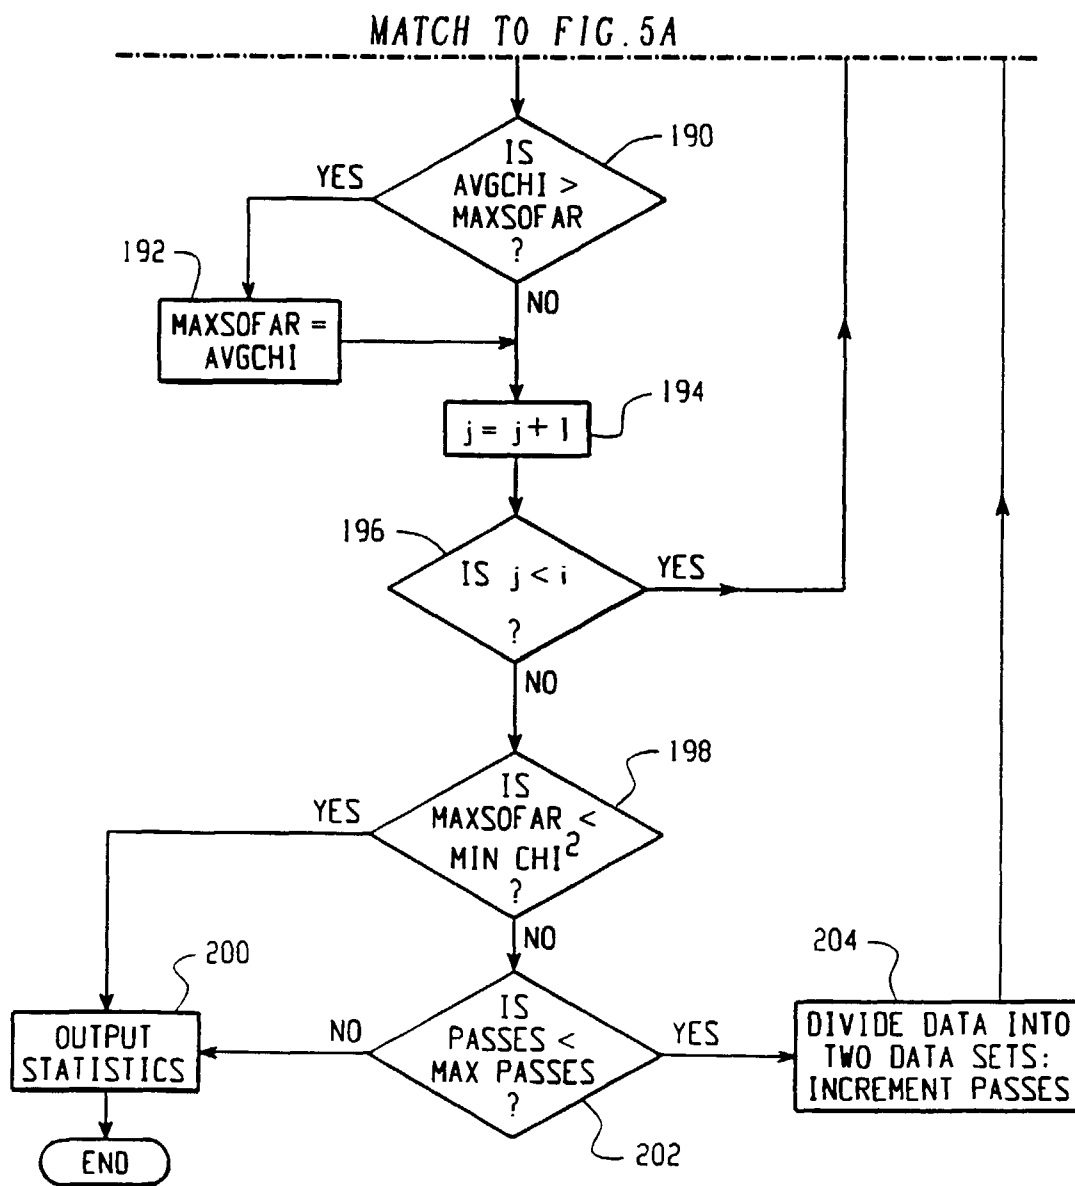 MATCH TO FIG. 5A
190
IS
AVGCHI >
MAXSOFAR
?
YES
NO
192
MAXSOFAR =
AVGCHI
194
j = j + 1
196
IS j < i
?
YES
NO
198
IS
MAXSOFAR <
MIN CHI²
?
YES
NO
200
OUTPUT
STATISTICS
END
IS
PASSES <
MAX PASSES
?
NO
YES
202
204
DIVIDE DATA INTO
TWO DATA SETS:
INCREMENT PASSES